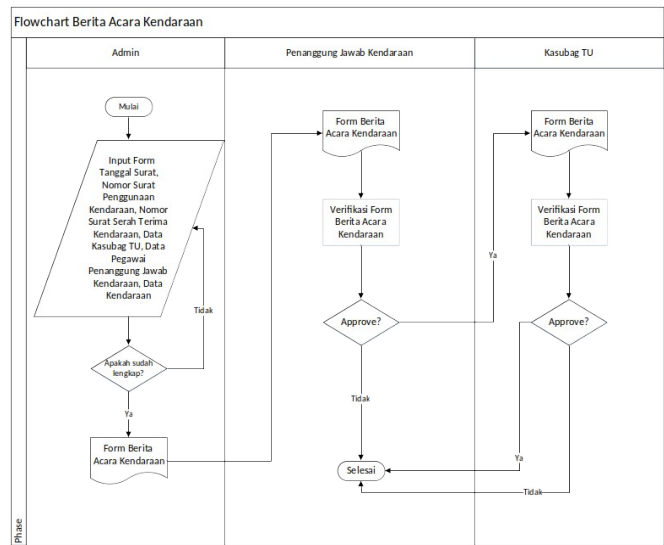 Flowchart Berita Acara Kendaraan
Admin
Penanggung Jawab Kendaraan
Kasubag TU
Mulai
Input Form
Tanggal Surat,
Nomor Surat
Penggunaan
Kendaraan, Nomor
Surat Serah Terima
Kendaraan, Data
Kasubag TU, Data
Pegawai
Penanggung Jawab
Kendaraan, Data
Kendaraan
Tidak
Apakah sudah
lengkap?
Ya
Form Berita
Acara Kendaraan
Form Berita
Acara Kendaraan
Verifikasi Form
Berita Acara
Kendaraan
Approve?
Ya
Tidak
Selesai
Form Berita
Acara Kendaraan
Verifikasi Form
Berita Acara
Kendaraan
Approve?
Ya
Tidak
Phase